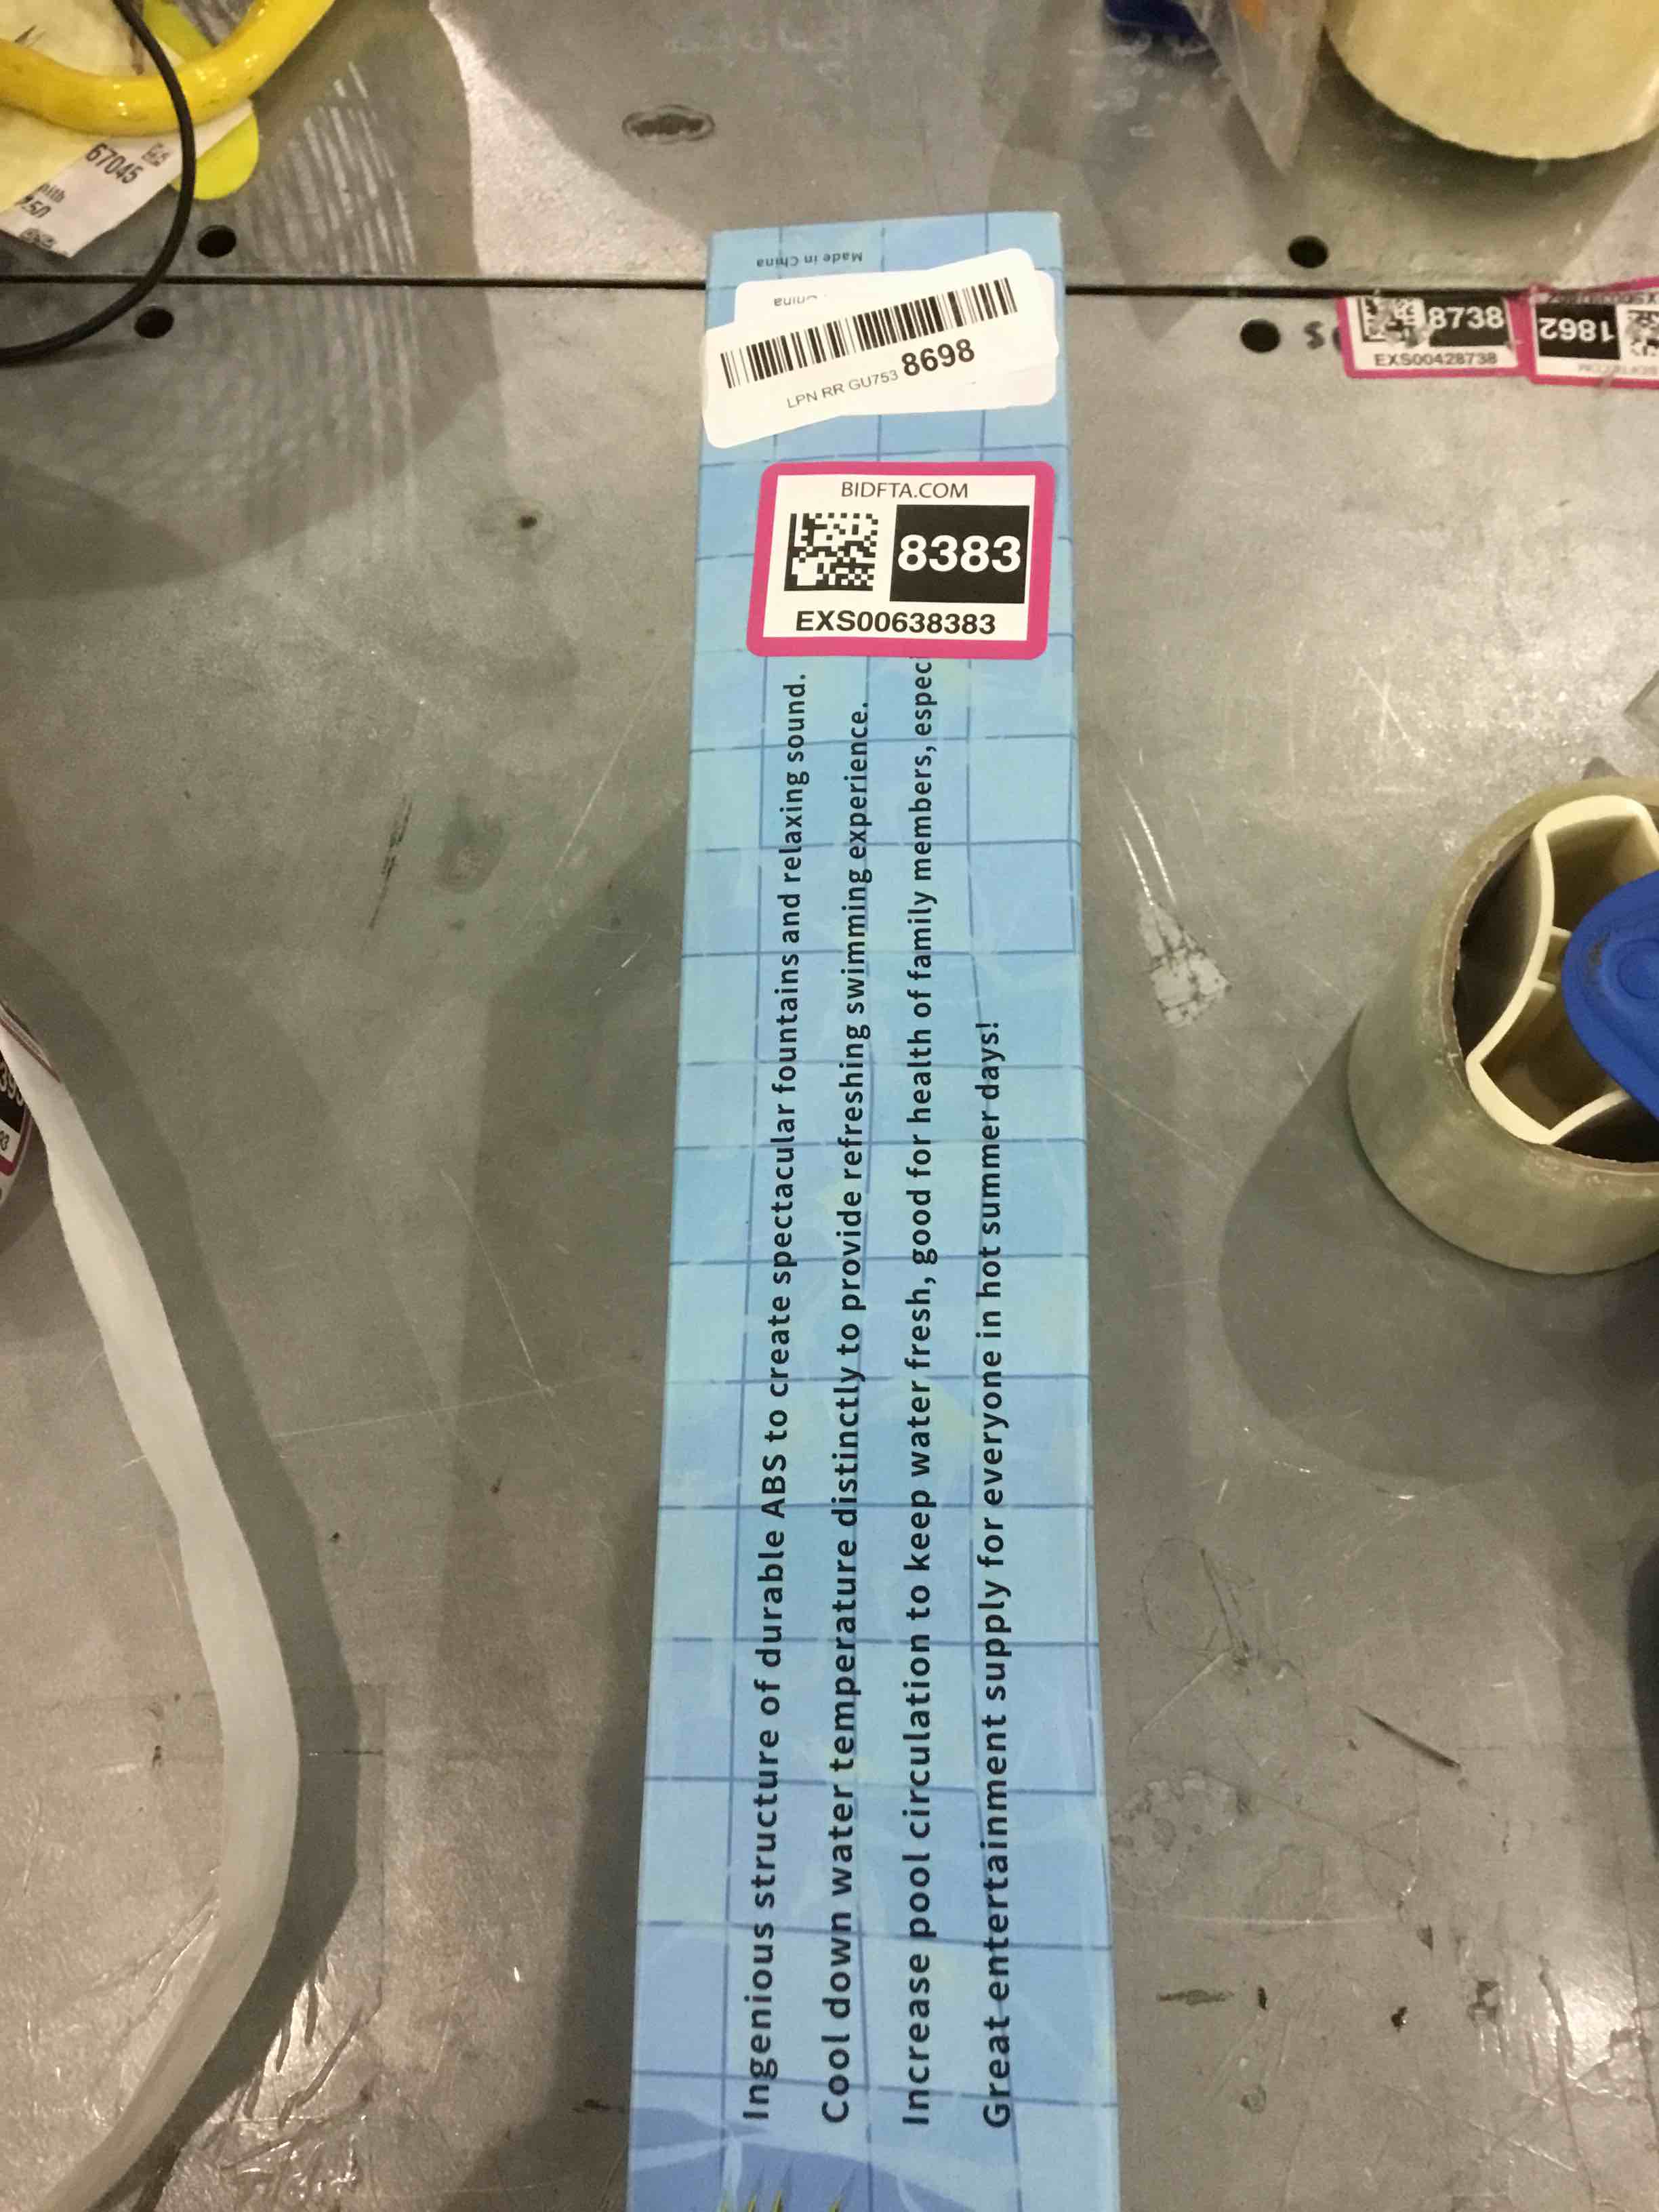 67045
Made in China
China
LPN RR GU753 8698
BIDFTA.COM
8383
EXS00638383
Ingenious structure of durable ABS to create spectacular fountains and relaxing sound.
Cool down water temperature distinctly to provide refreshing swimming experience.
Increase pool circulation to keep water fresh, good for health of family members, espec
Great entertainment supply for everyone in hot summer days!
8738
EXS00428738
1862